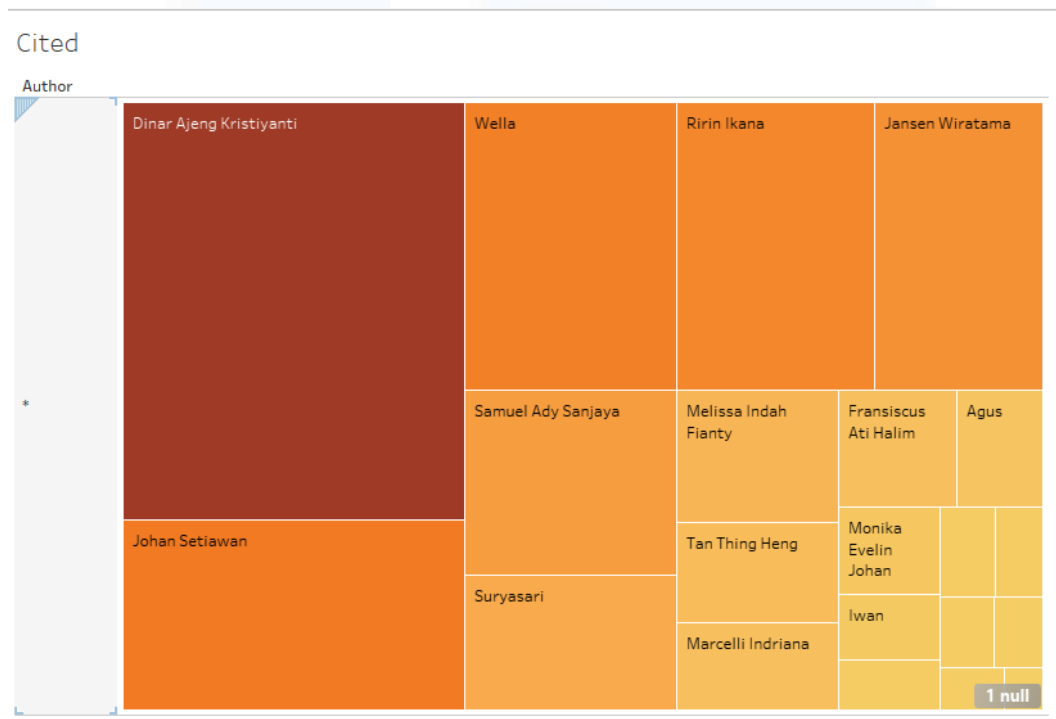 Cited
Author
Dinar Ajeng Kristiyanti
Wella
Ririn Ikana
Jansen Wiratama
*
Samuel Ady Sanjaya
Melissa Indah
Fianty
Fransiscus
Ati Halim
Agus
Johan Setiawan
Tan Thing Heng
Monika
Evelin
Johan
Suryasari
Iwan
Marcelli Indriana
1 null